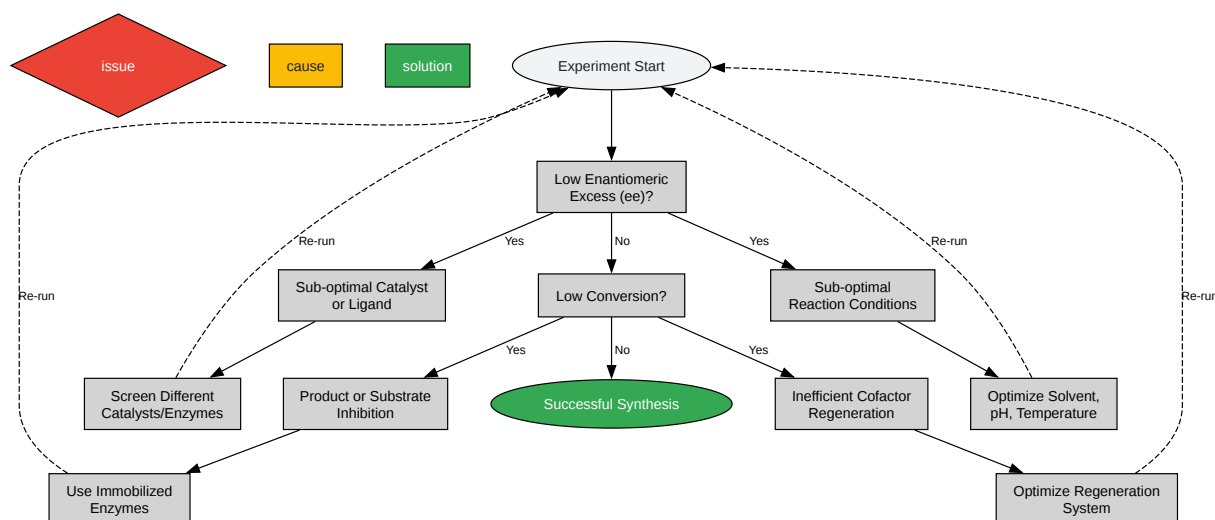 issue
cause
solution
Experiment Start
Low Enantiomeric
Excess (ee)?
Re-run
Yes
No
Yes
Re-run
Sub-optimal Catalyst
or Ligand
Low Conversion?
Sub-optimal
Reaction Conditions
Re-run
Re-run
Yes
No
Yes
Screen Different
Catalysts/Enzymes
Product or Substrate
Inhibition
Successful Synthesis
Inefficient Cofactor
Regeneration
Optimize Solvent,
pH, Temperature
Use Immobilized
Enzymes
Optimize Regeneration
System